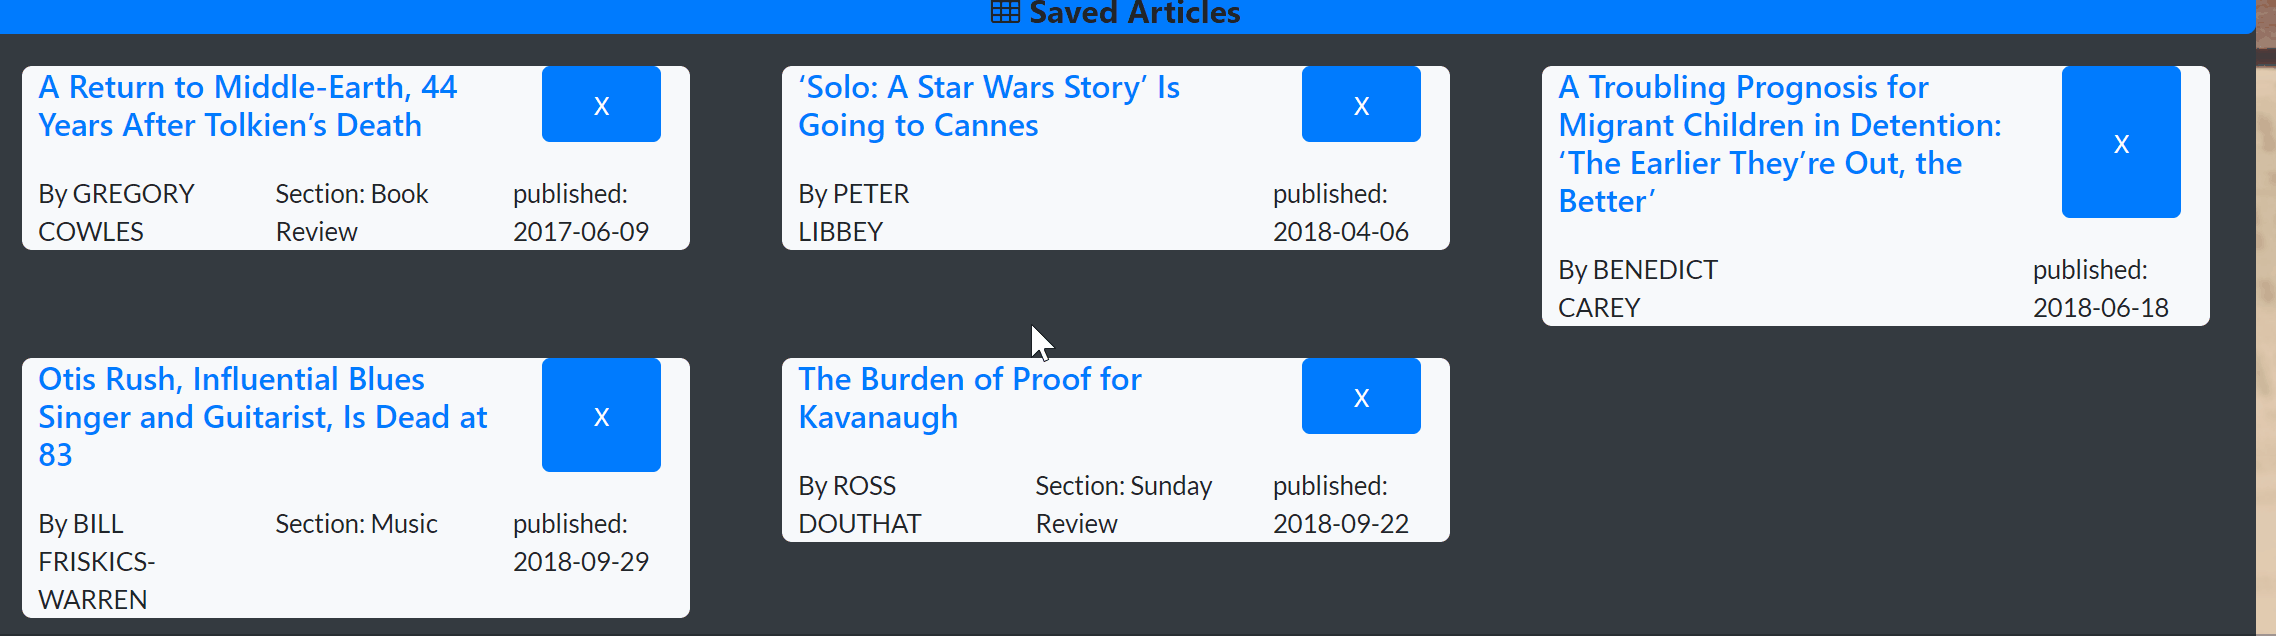 Saved Articles
A Return to Middle-Earth, 44
Years After Tolkien’s Death
X
By GREGORY
COWLES
Section: Book
Review
published:
2017-06-09
‘Solo: A Star Wars Story’ Is
Going to Cannes
X
By PETER
LIBBEY
published:
2018-04-06
A Troubling Prognosis for
Migrant Children in Detention:
‘The Earlier They’re Out, the
Better’
X
By BENEDICT
CAREY
published:
2018-06-18
Otis Rush, Influential Blues
Singer and Guitarist, Is Dead at
83
X
By BILL
FRISKICS-
WARREN
Section: Music
published:
2018-09-29
The Burden of Proof for
Kavanaugh
X
By ROSS
DOUTHAT
Section: Sunday
Review
published:
2018-09-22